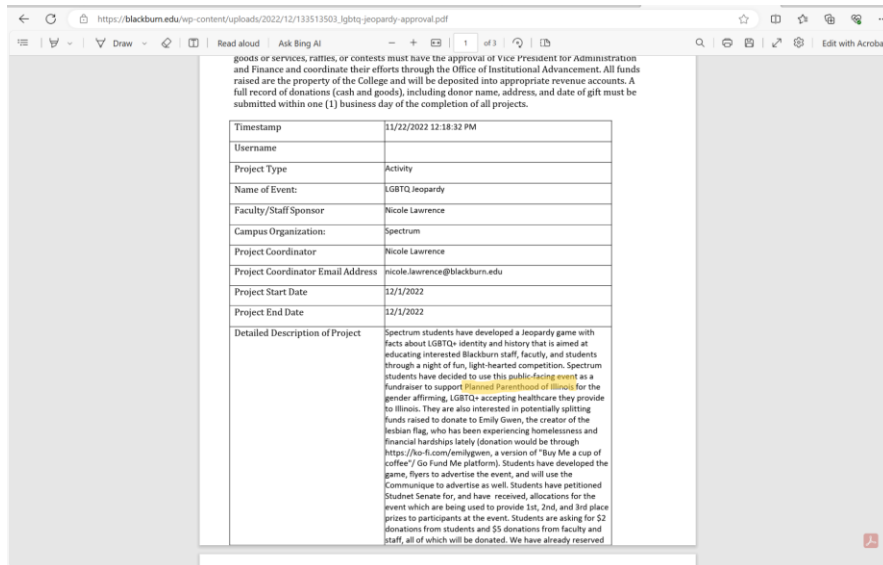 https://blackburn.edu/wp-content/uploads/2022/12/133513503_lgbtq-jeopardy-approval.pdf
Draw
Read aloud
Ask Bing AI
1
of 3
Edit with Acroba
goods or services, raffles, or contests must have the approval of Vice President for Administration
and Finance and coordinate their efforts through the Office of Institutional Advancement. All funds
raised are the property of the College and will be deposited into appropriate revenue accounts. A
full record of donations (cash and goods), including donor name, address, and date of gift must be
submitted within one (1) business day of the completion of all projects.
Timestamp 11/22/2022 12:18:32 PM
Username
Project Type Activity
Name of Event: LGBTQ Jeopardy
Faculty/Staff Sponsor Nicole Lawrence
Campus Organization: Spectrum
Project Coordinator Nicole Lawrence
Project Coordinator Email Address nicole.lawrence@blackburn.edu
Project Start Date 12/1/2022
Project End Date 12/1/2022
Detailed Description of Project Spectrum students have developed a Jeopardy game with
facts about LGBTQ+ identity and history that is aimed at
educating interested Blackburn staff, facutly, and students
through a night of fun, light-hearted competition. Spectrum
students have decided to use this public-facing event as a
fundraiser to support Planned Parenthood of Illinois for the
gender affirming, LGBTQ+ accepting healthcare they provide
to Illinois. They are also interested in potentially splitting
funds raised to donate to Emily Gwen, the creator of the
lesbian flag, who has been experiencing homelessness and
financial hardships lately (donation would be through
https://ko-fi.com/emilygwen, a version of "Buy Me a cup of
coffee"/ Go Fund Me platform). Students have developed the
game, flyers to advertise the event, and will use the
Communique to advertise as well. Students have petitioned
Studnet Senate for, and have received, allocations for the
event which are being used to provide 1st, 2nd, and 3rd place
prizes to participants at the event. Students are asking for $2
donations from students and $5 donations from faculty and
staff, all of which will be donated. We have already reserved